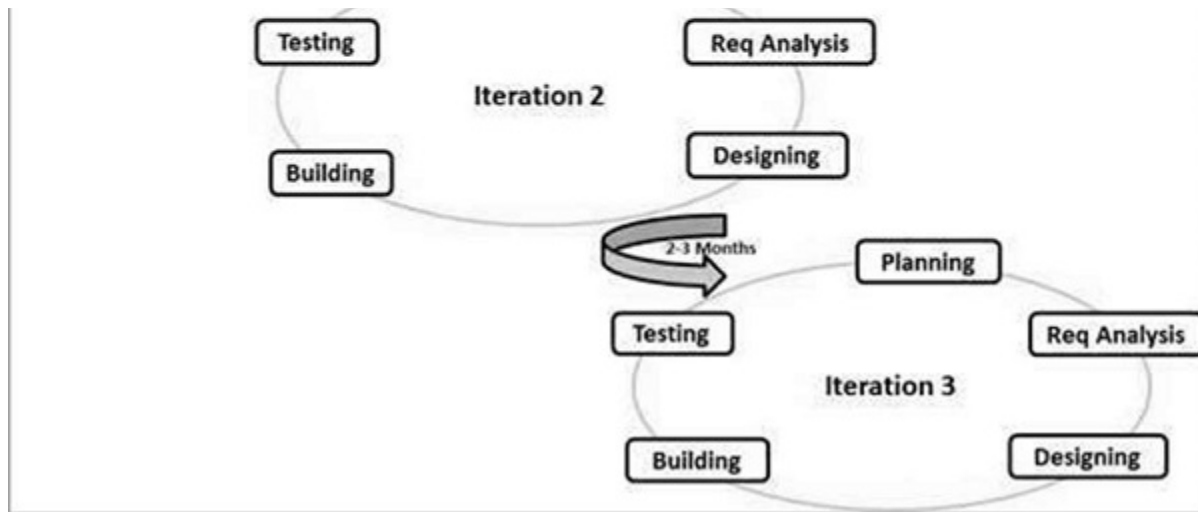 Testing
Req Analysis
Iteration 2
Designing
Building
2-3 Months
Planning
Testing
Req Analysis
Iteration 3
Building
Designing